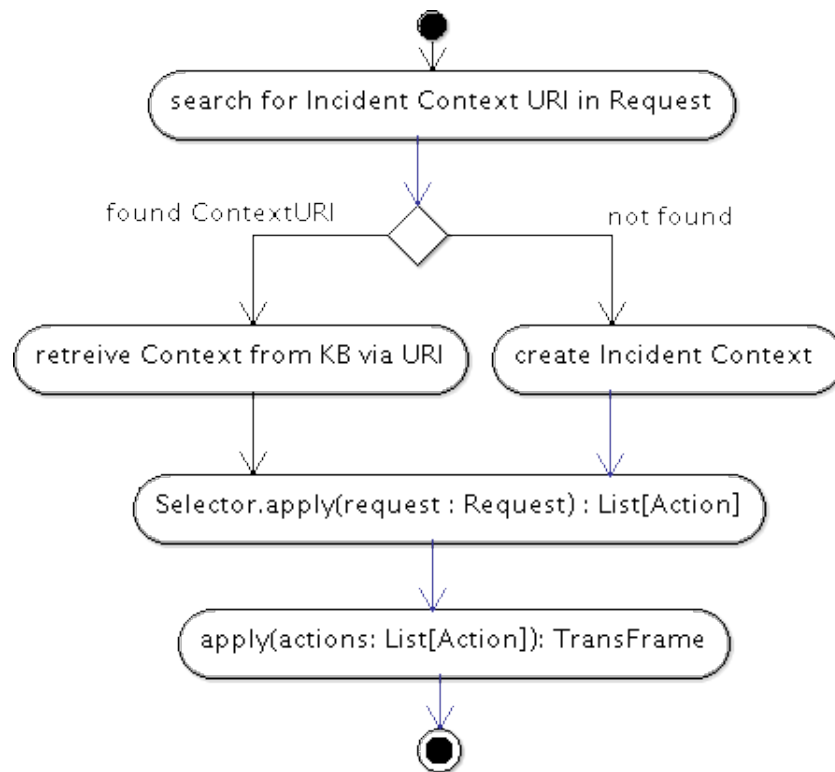 search for Incident Context URI in Request
found ContextURI
not found
retreive Context from KB via URI
create Incident Context
Selector.apply(request : Request) : List[Action]
apply(actions: List[Action]): TransFrame